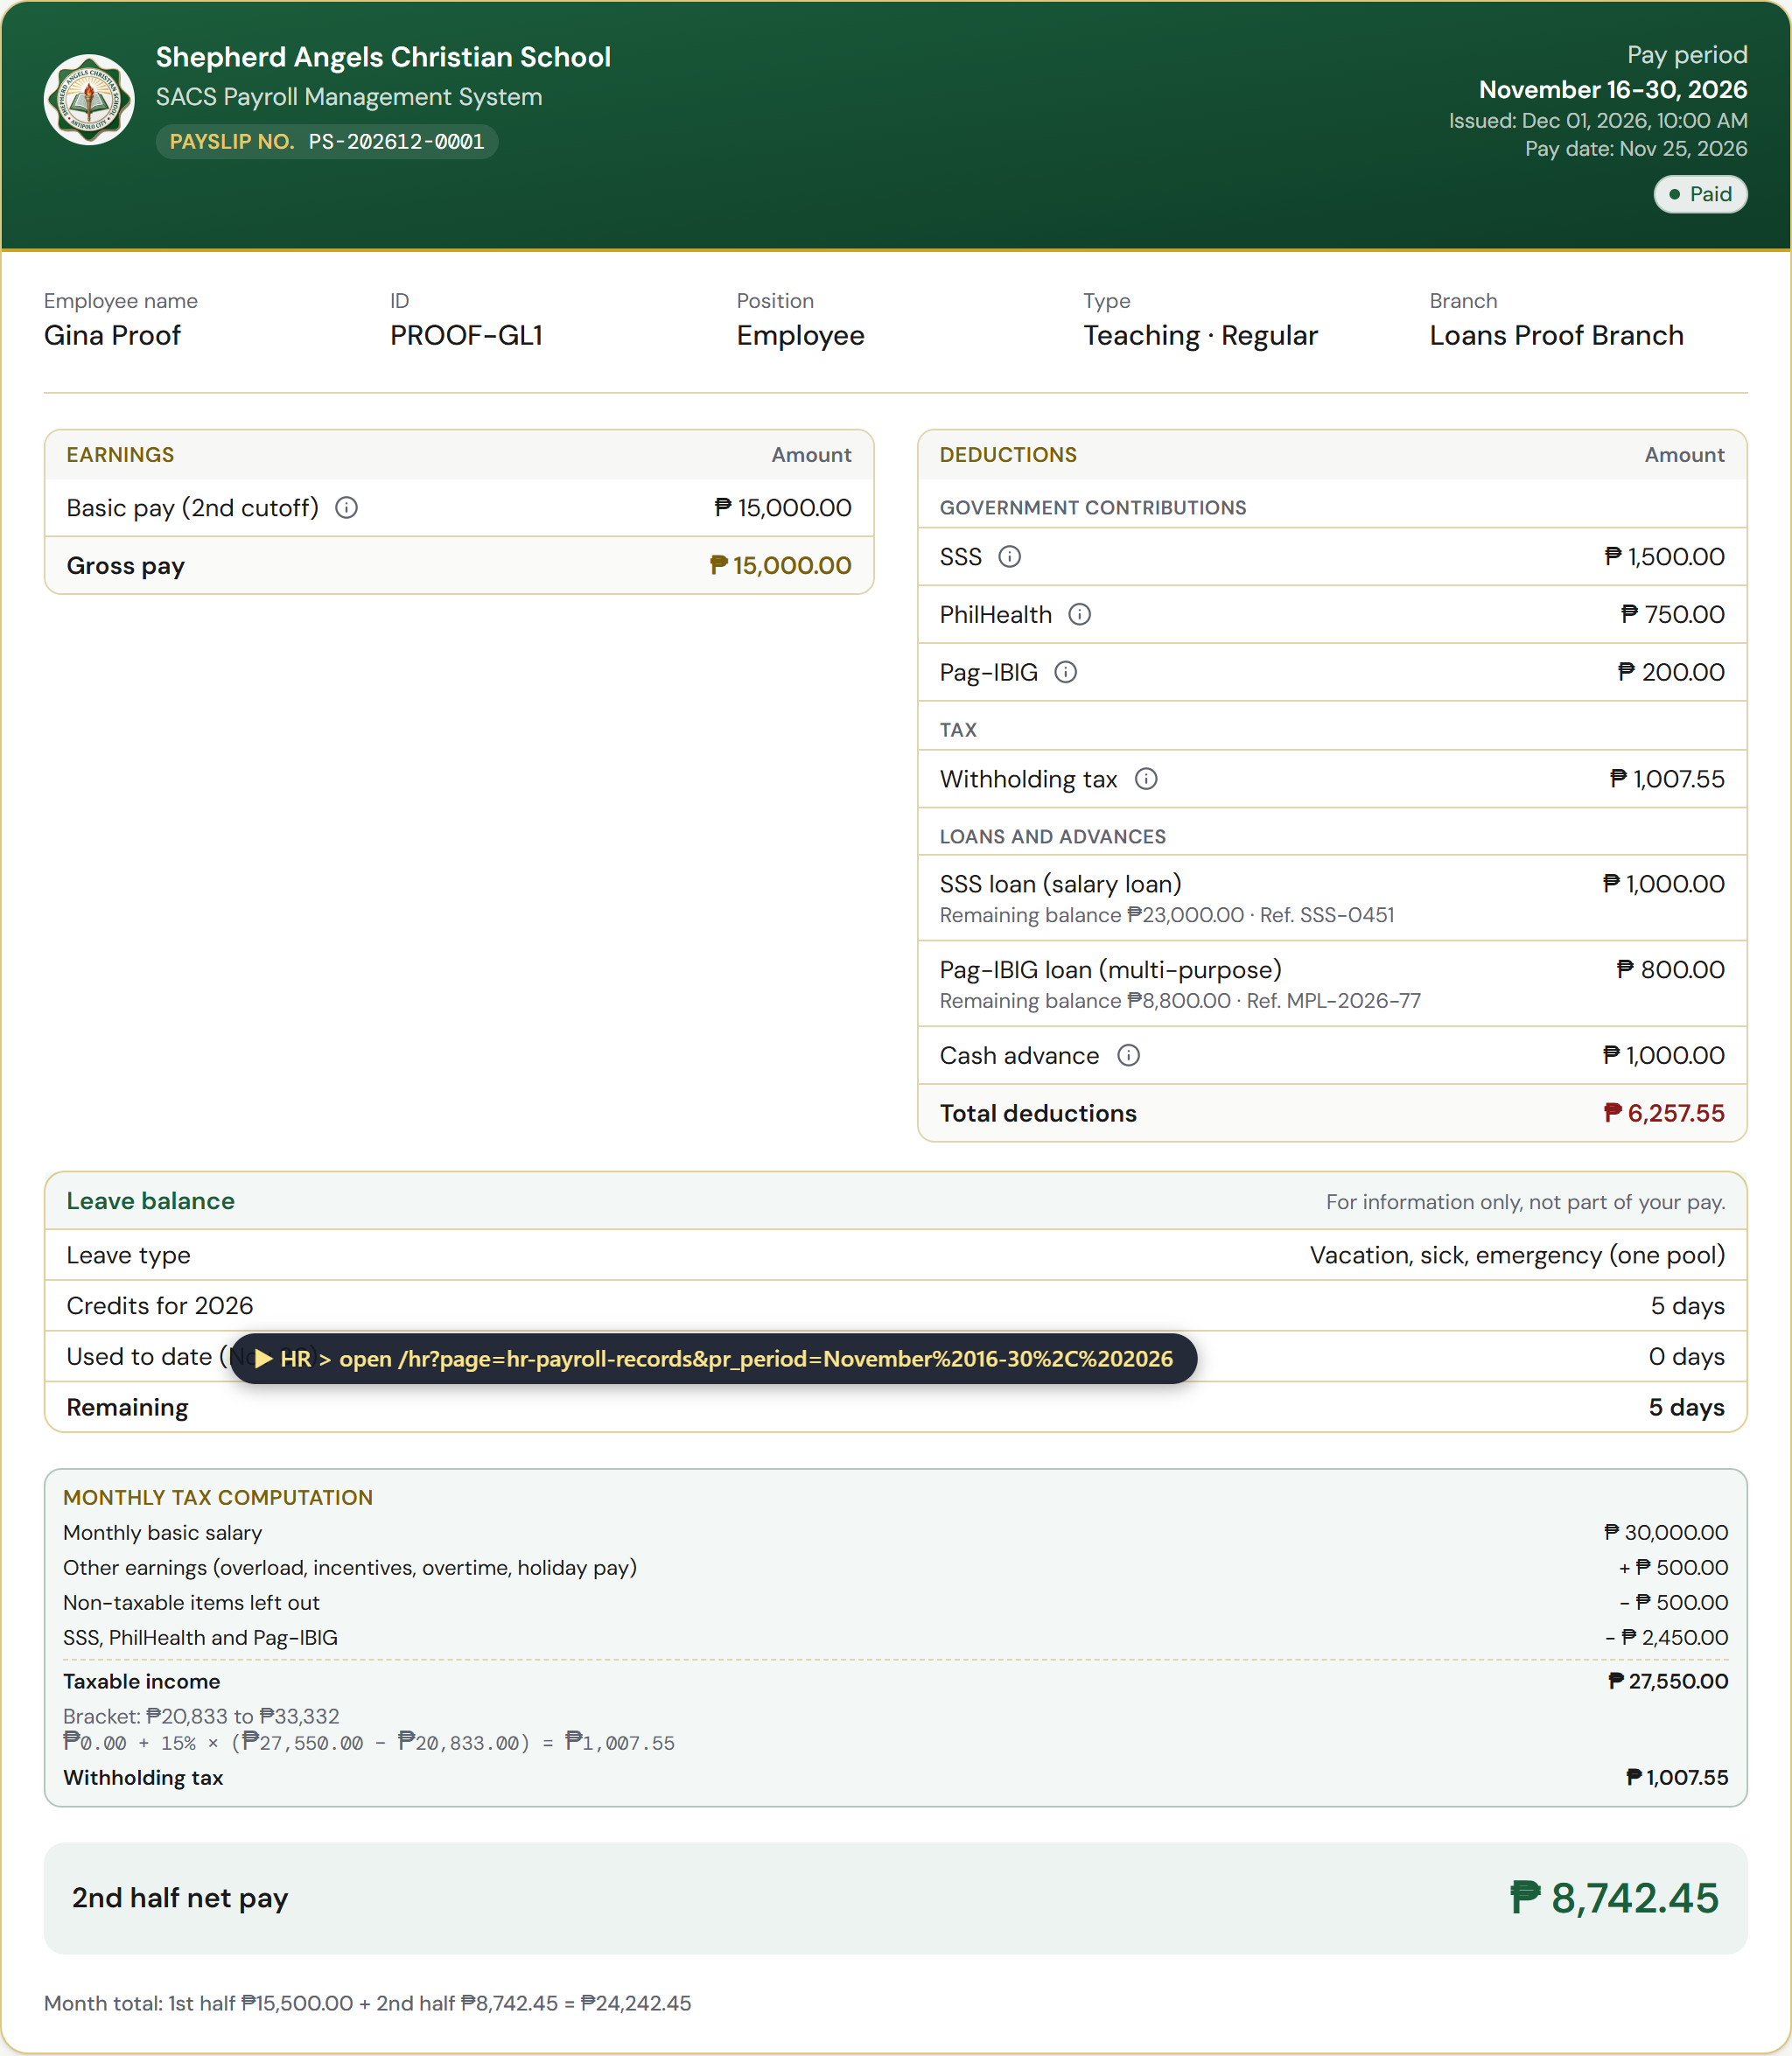 Shepherd Angels Christian School
SACS Payroll Management System
PAYSLIP NO. PS-202612-0001
Pay period
November 16-30, 2026
Issued: Dec 01, 2026, 10:00 AM
Pay date: Nov 25, 2026
Paid
SHEPHERD ANGELS CHRISTIAN SCHOOL
ANTIPOLO CITY
Employee name
Gina Proof
ID
PROOF-GL1
Position
Employee
Type
Teaching · Regular
Branch
Loans Proof Branch
EARNINGS Amount
Basic pay (2nd cutoff) ₱ 15,000.00
Gross pay ₱ 15,000.00
DEDUCTIONS Amount
GOVERNMENT CONTRIBUTIONS
SSS ₱ 1,500.00
PhilHealth ₱ 750.00
Pag-IBIG ₱ 200.00
TAX
Withholding tax ₱ 1,007.55
LOANS AND ADVANCES
SSS loan (salary loan) ₱ 1,000.00
Remaining balance ₱23,000.00 · Ref. SSS-0451
Pag-IBIG loan (multi-purpose) ₱ 800.00
Remaining balance ₱8,800.00 · Ref. MPL-2026-77
Cash advance ₱ 1,000.00
Total deductions ₱ 6,257.55
Leave balance For information only, not part of your pay.
Leave type Vacation, sick, emergency (one pool)
Credits for 2026 5 days
Used to date 0 days
▶ HR > open /hr?page=hr-payroll-records&pr_period=November%2016-30%2C%202026
Remaining 5 days
MONTHLY TAX COMPUTATION
Monthly basic salary ₱ 30,000.00
Other earnings (overload, incentives, overtime, holiday pay) + ₱ 500.00
Non-taxable items left out − ₱ 500.00
SSS, PhilHealth and Pag-IBIG − ₱ 2,450.00
Taxable income ₱ 27,550.00
Bracket: ₱20,833 to ₱33,332
₱0.00 + 15% × (₱27,550.00 − ₱20,833.00) = ₱1,007.55
Withholding tax ₱ 1,007.55
2nd half net pay ₱ 8,742.45
Month total: 1st half ₱15,500.00 + 2nd half ₱8,742.45 = ₱24,242.45